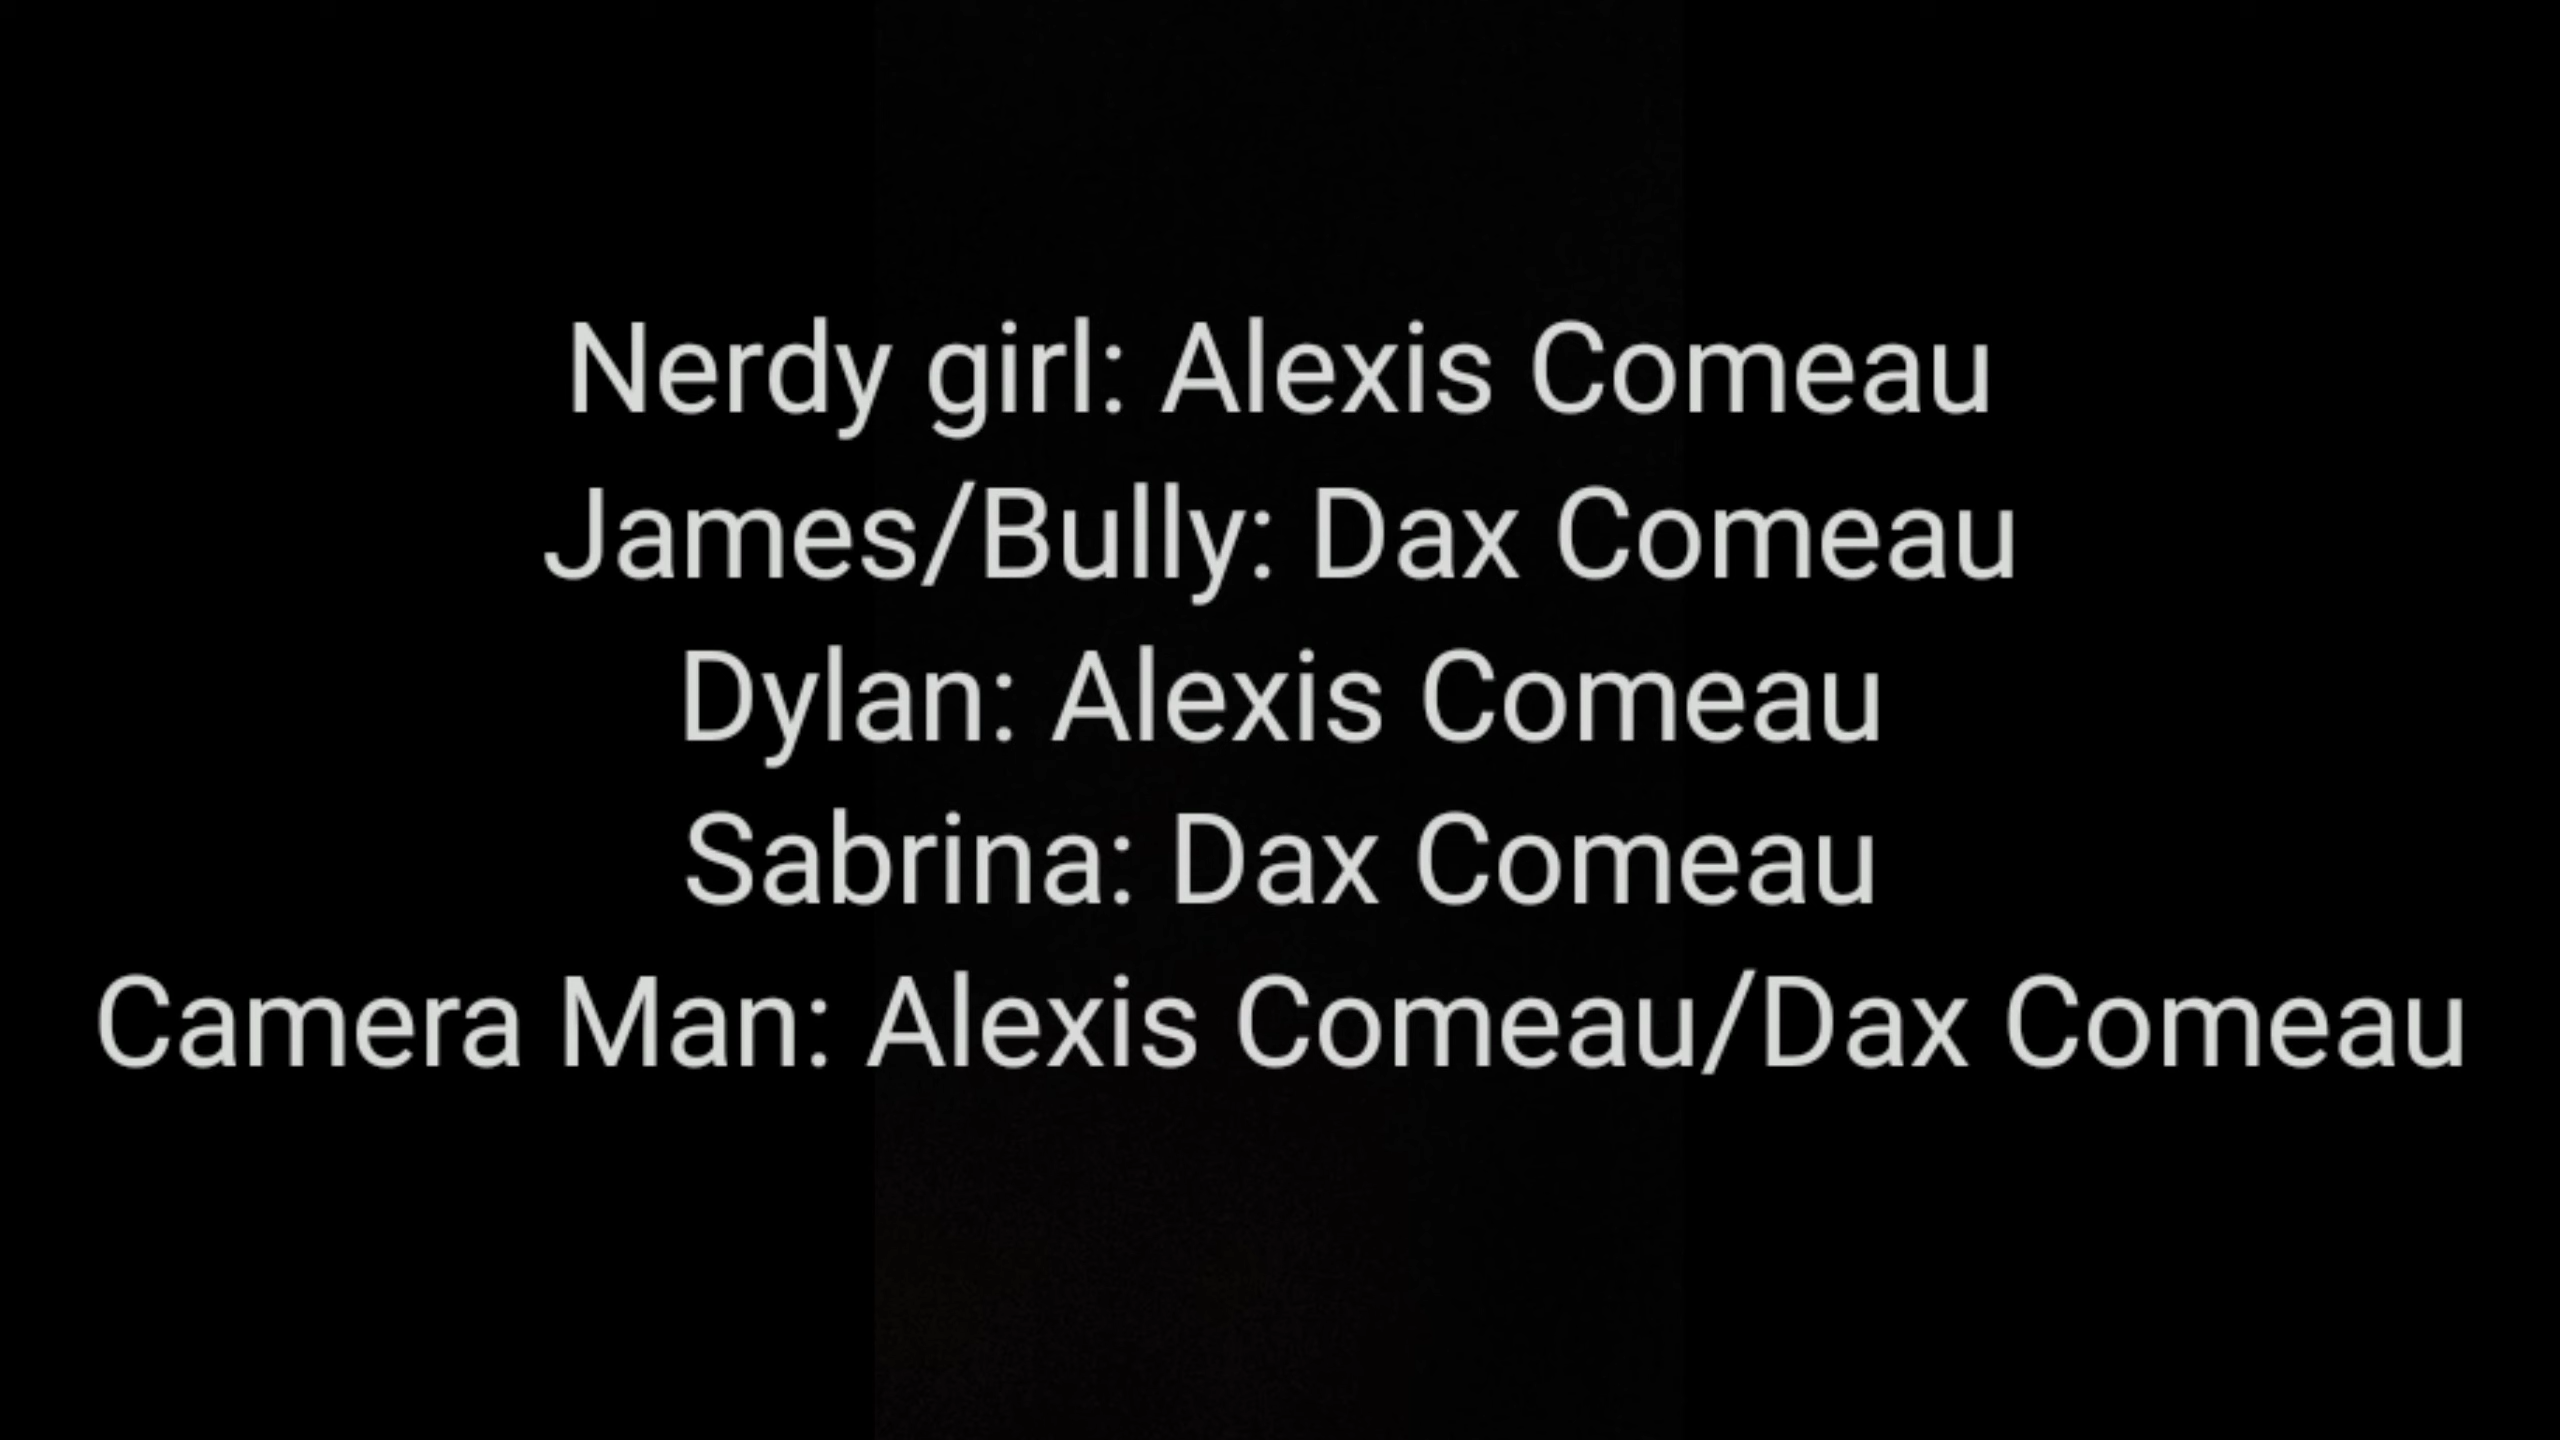 Nerdy girl: Alexis Comeau
James/Bully: Dax Comeau
Dylan: Alexis Comeau
Sabrina: Dax Comeau
Camera Man: Alexis Comeau/Dax Comeau